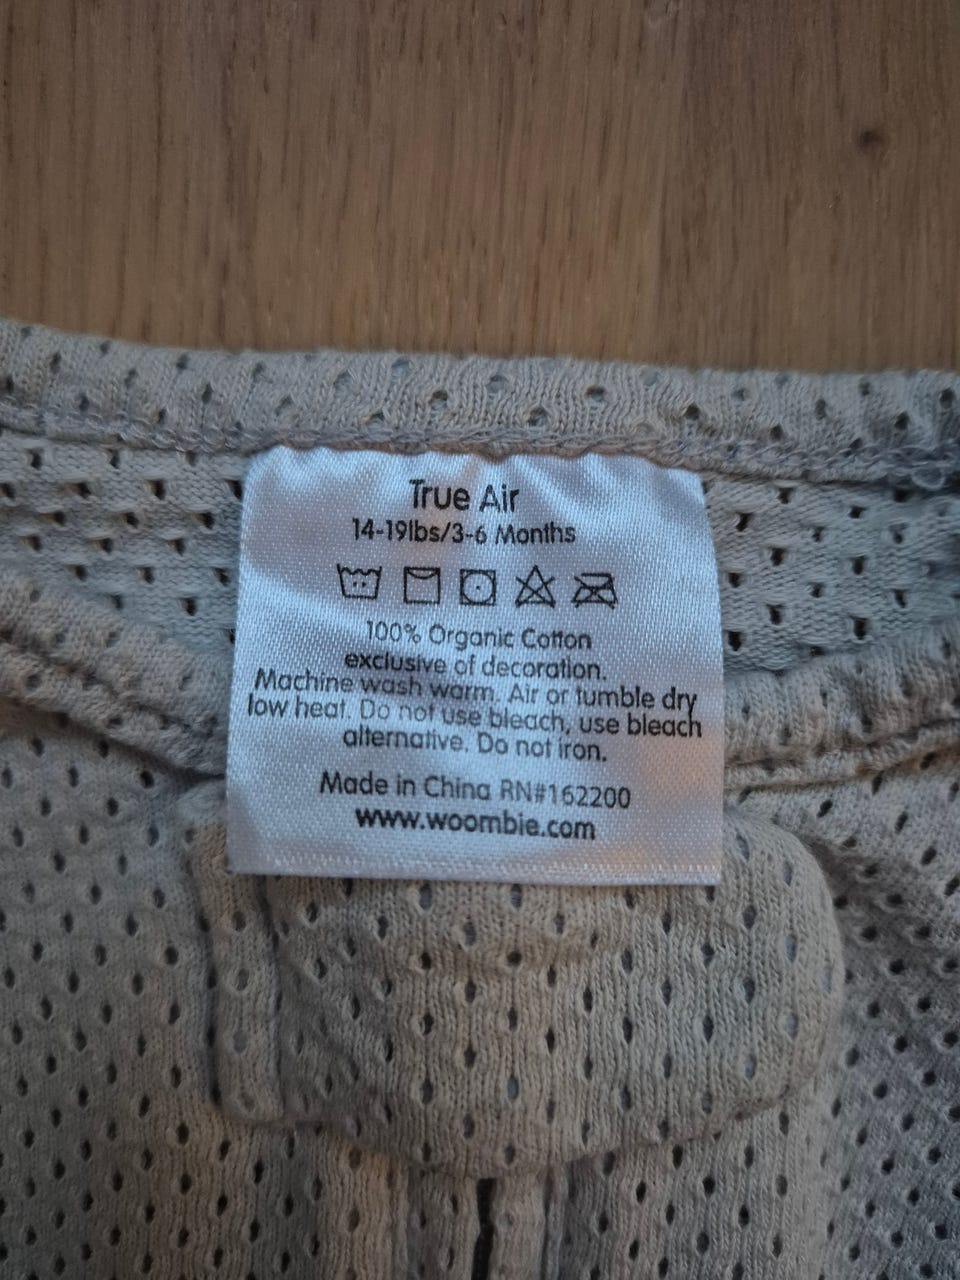 True Air
14-19lbs/3-6 Months
100% Organic Cotton
exclusive of decoration.
Machine wash warm. Air or tumble dry
low heat. Do not use bleach, use bleach
alternative. Do not iron.
Made in China RN#162200
www.woombie.com